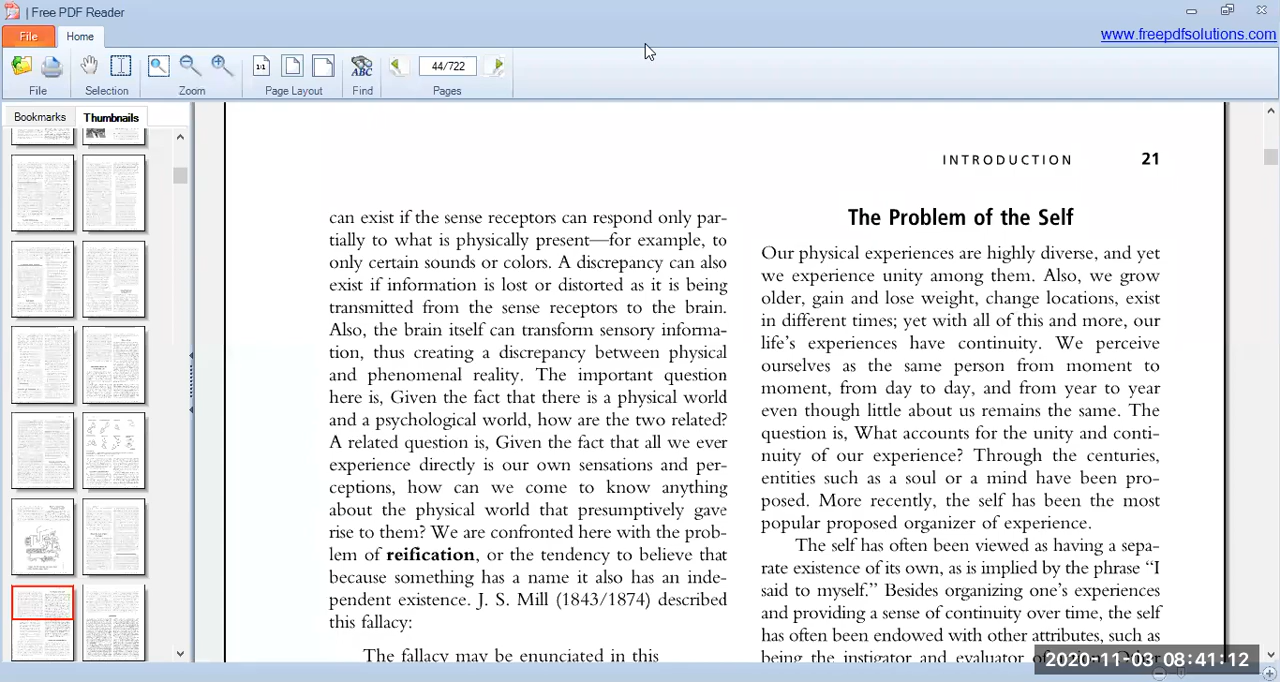 | Free PDF Reader
File
Home
www.freepdfsolutions.com
44/722
File
Selection
Zoom
Page Layout
Find
Pages
Bookmarks
Thumbnails
INTRODUCTION 21
can exist if the sense receptors can respond only par-
tially to what is physically present—for example, to
only certain sounds or colors. A discrepancy can also
exist if information is lost or distorted as it is being
transmitted from the sense receptors to the brain.
Also, the brain itself can transform sensory informa-
tion, thus creating a discrepancy between physical
and phenomenal reality. The important question
here is, Given the fact that there is a physical world
and a psychological world, how are the two related?
A related question is, Given the fact that all we ever
experience directly is our own sensations and per-
ceptions, how can we come to know anything
about the physical world that presumptively gave
rise to them? We are confronted here with the prob-
lem of reification, or the tendency to believe that
because something has a name it also has an inde-
pendent existence. J. S. Mill (1843/1874) described
this fallacy:
The fallacy may be enunciated in this
The Problem of the Self
Our physical experiences are highly diverse, and yet
we experience unity among them. Also, we grow
older, gain and lose weight, change locations, exist
in different times; yet with all of this and more, our
life's experiences have continuity. We perceive
ourselves as the same person from moment to
moment, from day to day, and from year to year
even though little about us remains the same. The
question is, What accounts for the unity and conti-
nuity of our experience? Through the centuries,
entities such as a soul or a mind have been pro-
posed. More recently, the self has been the most
popular proposed organizer of experience.
The self has often been viewed as having a sepa-
rate existence of its own, as is implied by the phrase “I
said to myself.” Besides organizing one's experiences
and providing a sense of continuity over time, the self
has often been endowed with other attributes, such as
being the instigator and evaluator
2020-11-03 08:41:12